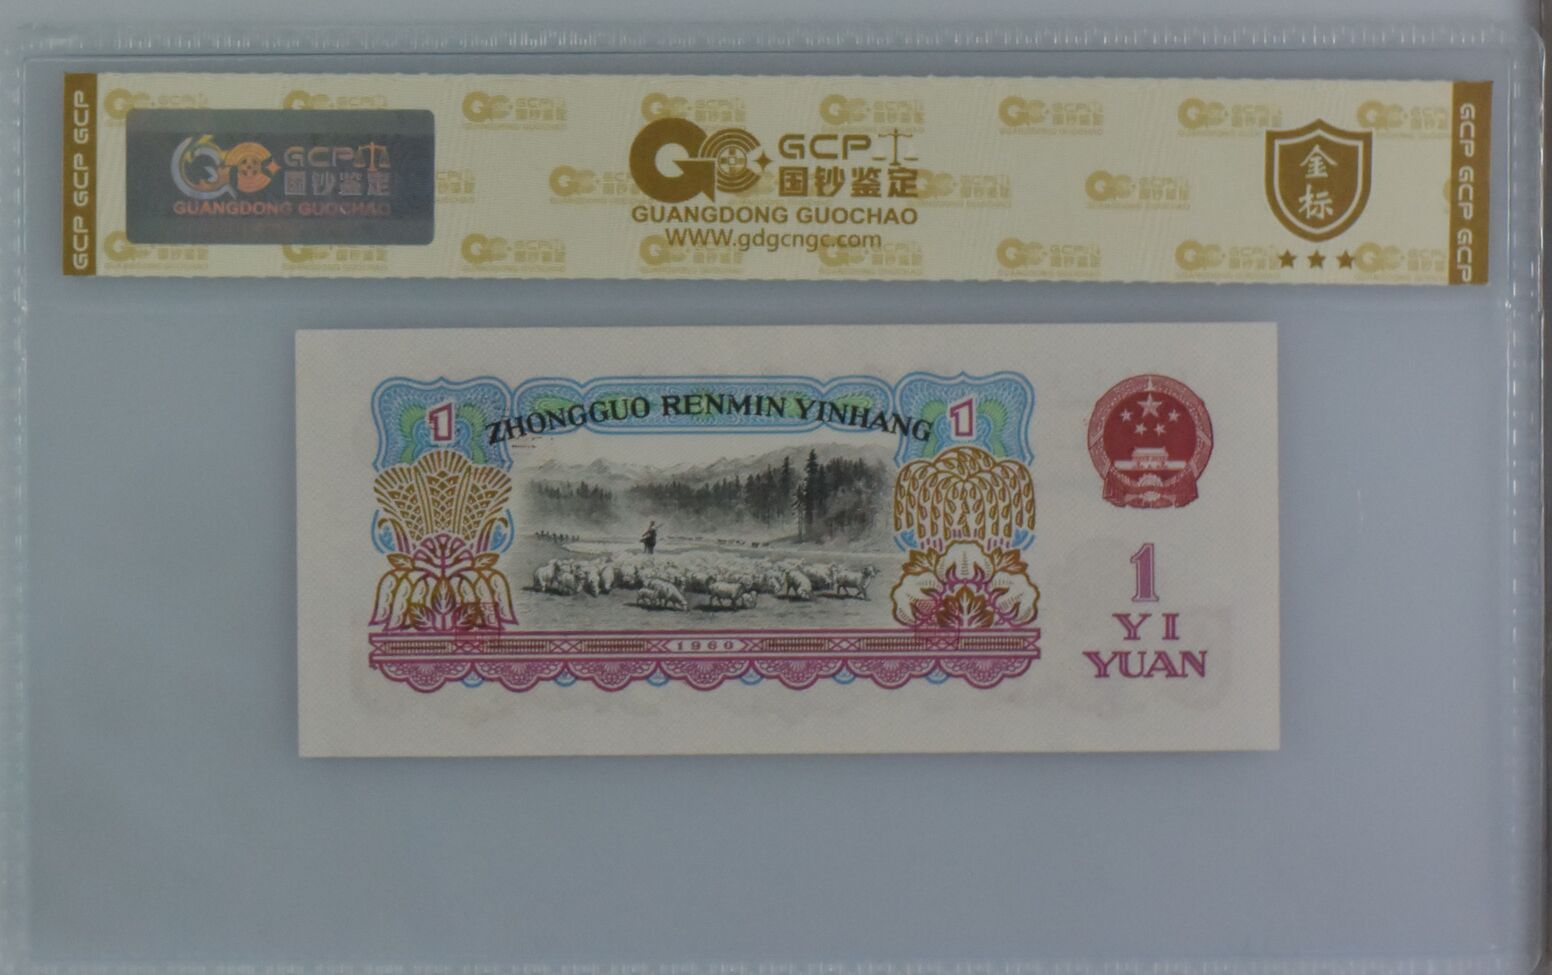 GCP GCP GCP
GCP
国钞鉴定
GUANGDONG GUOCHAO
GCP
国钞鉴定
GUANGDONG GUOCHAO
WWW.gdgcngc.com
金
标
GCP GCP GCP
1
ZHONGGUO RENMIN YINHANG
1
1960
1
YI
YUAN